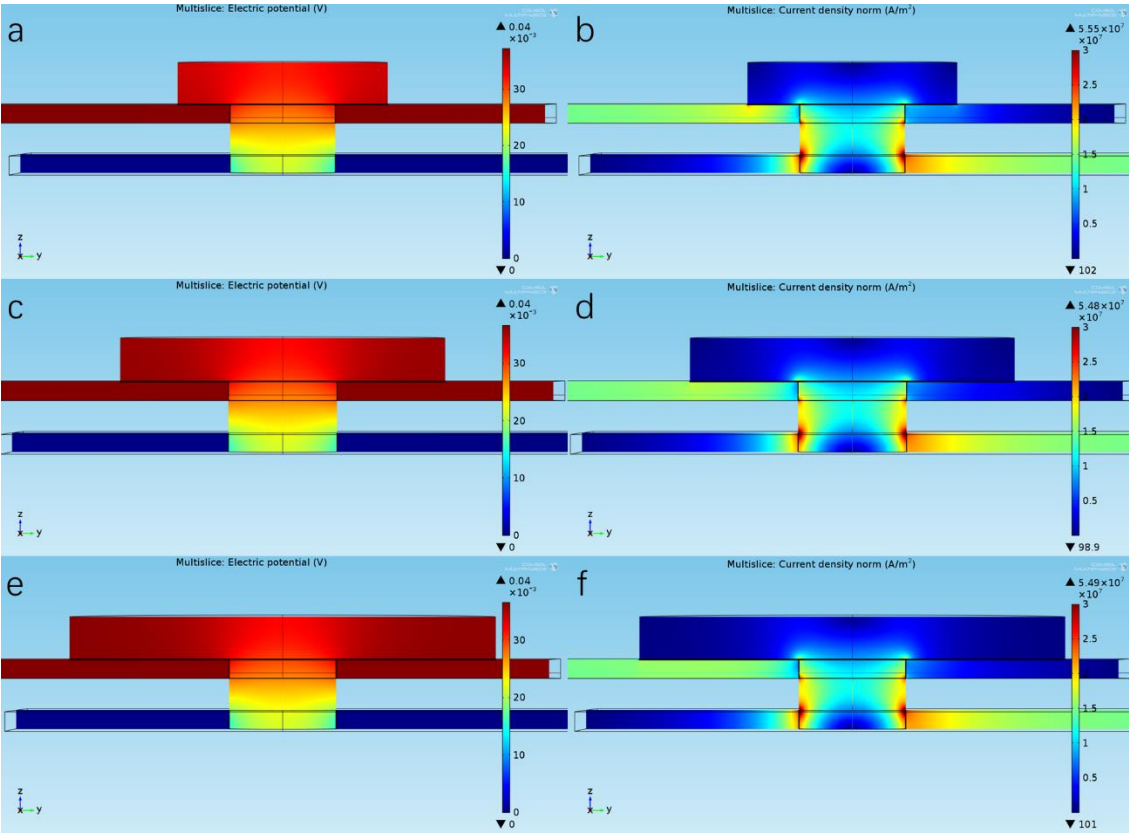 a
Multislice: Electric potential (V)
▲ 0.04
×10⁻³
30
20
10
0
▼ 0
z
x y
b
Multislice: Current density norm (A/m²)
▲ 5.55×10⁷
×10⁷
3
2.5
2
1.5
1
0.5
▼ 102
z
x y
c
Multislice: Electric potential (V)
▲ 0.04
×10⁻³
30
20
10
0
▼ 0
z
x y
d
Multislice: Current density norm (A/m²)
▲ 5.48×10⁷
×10⁷
3
2.5
2
1.5
1
0.5
▼ 98.9
z
x y
e
Multislice: Electric potential (V)
▲ 0.04
×10⁻³
30
20
10
0
▼ 0
z
x y
f
Multislice: Current density norm (A/m²)
▲ 5.49×10⁷
×10⁷
3
2.5
2
1.5
1
0.5
▼ 101
z
x y